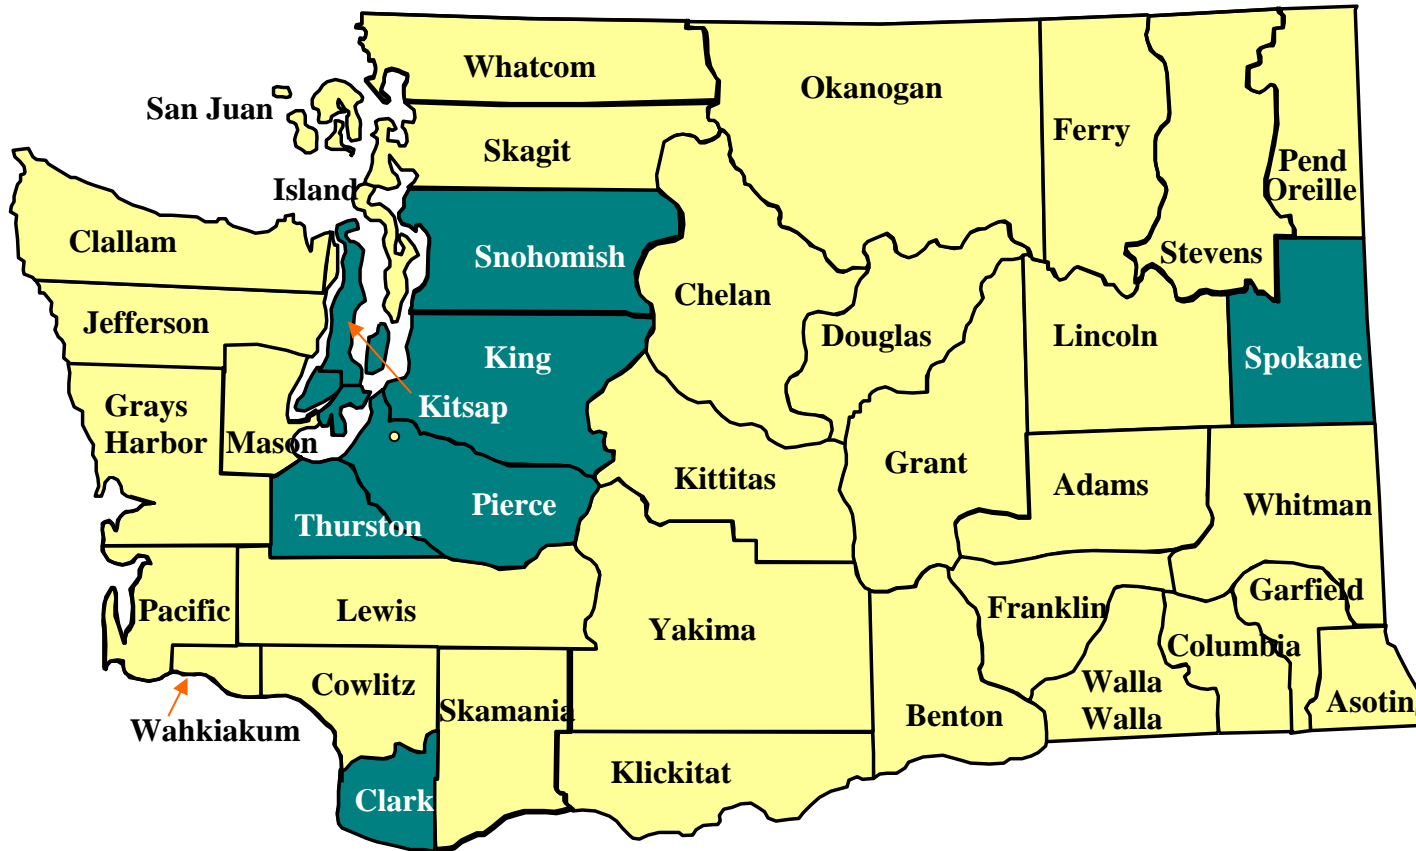 Whatcom
Okanogan
San Juan
Ferry
Skagit
Pend
Oreille
Island
Clallam
Snohomish
Stevens
Chelan
Jefferson
Douglas
Lincoln
King
Spokane
Kitsap
Grays
Harbor
Mason
Grant
Kittitas
Adams
Pierce
Whitman
Thurston
Garfield
Pacific
Lewis
Franklin
Yakima
Columbia
Cowlitz
Walla
Walla
Skamania
Asotin
Benton
Wahkiakum
Klickitat
Clark